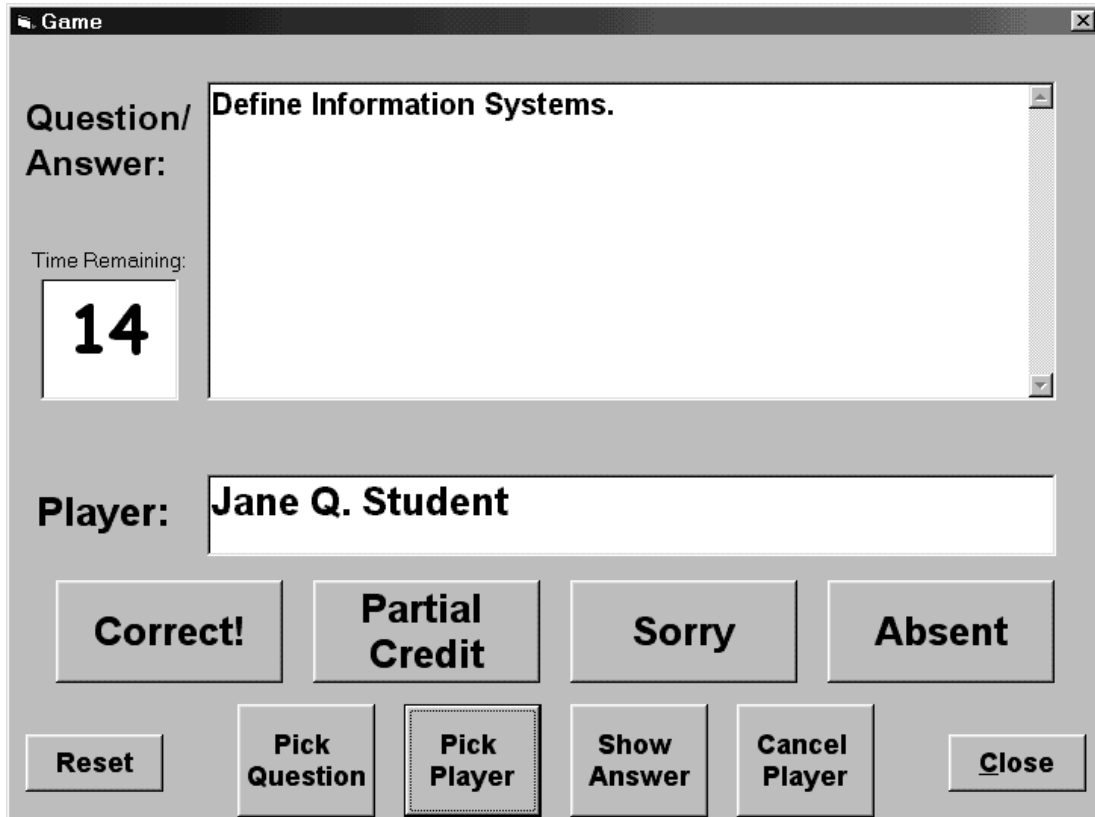 Game
Question/
Answer:
Define Information Systems.
Time Remaining:
14
Player:
Jane Q. Student
Correct!
Partial
Credit
Sorry
Absent
Reset
Pick
Question
Pick
Player
Show
Answer
Cancel
Player
Close